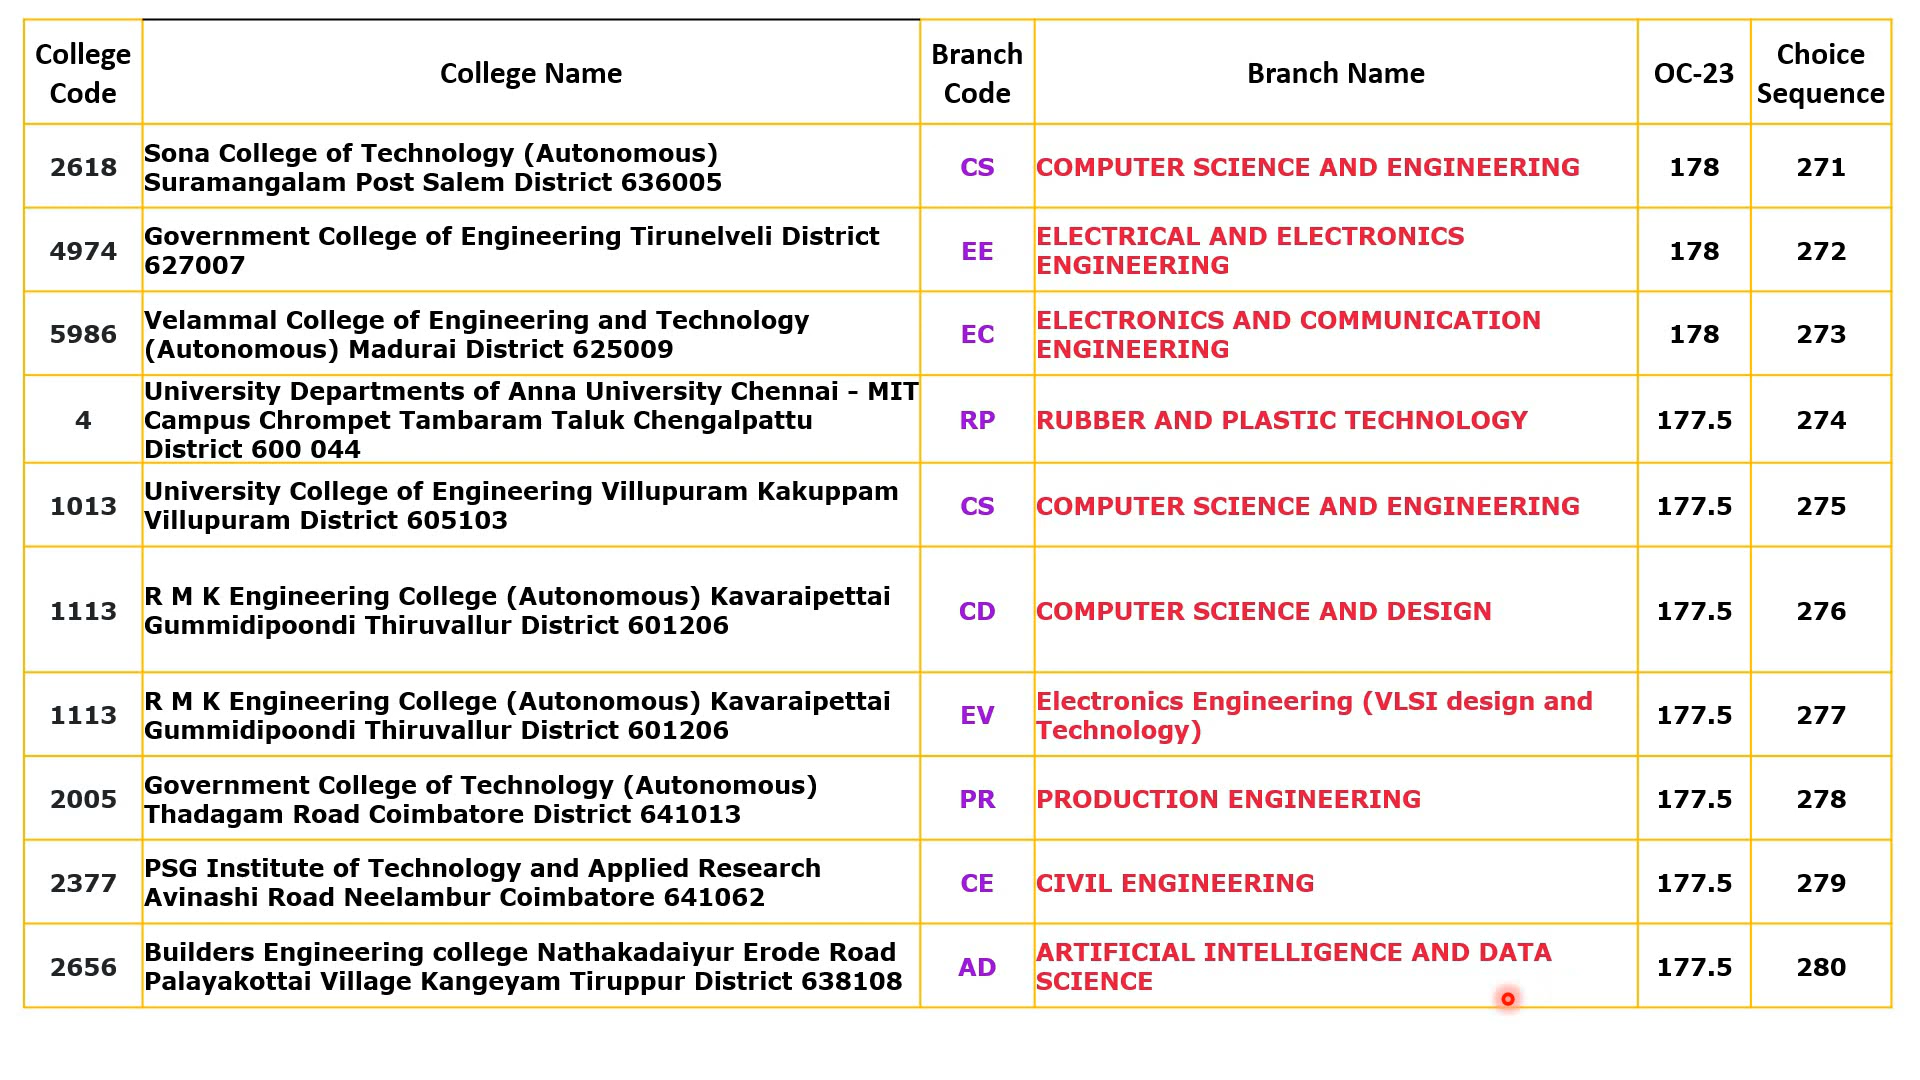 College
Code
College Name
Branch
Code
Branch Name
OC-23
Choice
Sequence
2618
Sona College of Technology (Autonomous)
Suramangalam Post Salem District 636005
CS
COMPUTER SCIENCE AND ENGINEERING
178
271
4974
Government College of Engineering Tirunelveli District
627007
EE
ELECTRICAL AND ELECTRONICS
ENGINEERING
178
272
5986
Velammal College of Engineering and Technology
(Autonomous) Madurai District 625009
EC
ELECTRONICS AND COMMUNICATION
ENGINEERING
178
273
4
University Departments of Anna University Chennai - MIT
Campus Chrompet Tambaram Taluk Chengalpattu
District 600 044
RP
RUBBER AND PLASTIC TECHNOLOGY
177.5
274
1013
University College of Engineering Villupuram Kakuppam
Villupuram District 605103
CS
COMPUTER SCIENCE AND ENGINEERING
177.5
275
1113
R M K Engineering College (Autonomous) Kavaraipettai
Gummidipoondi Thiruvallur District 601206
CD
COMPUTER SCIENCE AND DESIGN
177.5
276
1113
R M K Engineering College (Autonomous) Kavaraipettai
Gummidipoondi Thiruvallur District 601206
EV
Electronics Engineering (VLSI design and
Technology)
177.5
277
2005
Government College of Technology (Autonomous)
Thadagam Road Coimbatore District 641013
PR
PRODUCTION ENGINEERING
177.5
278
2377
PSG Institute of Technology and Applied Research
Avinashi Road Neelambur Coimbatore 641062
CE
CIVIL ENGINEERING
177.5
279
2656
Builders Engineering college Nathakadaiyur Erode Road
Palayakottai Village Kangeyam Tiruppur District 638108
AD
ARTIFICIAL INTELLIGENCE AND DATA
SCIENCE
177.5
280